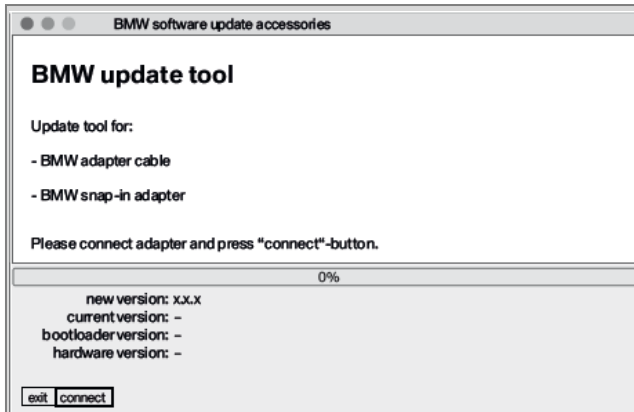 BMW software update accessories
BMW update tool
Update tool for:
- BMW adapter cable
- BMW snap-in adapter
Please connect adapter and press "connect"-button.
0%
new version: x.x.x
current version: –
bootloader version: –
hardware version: –
exit connect